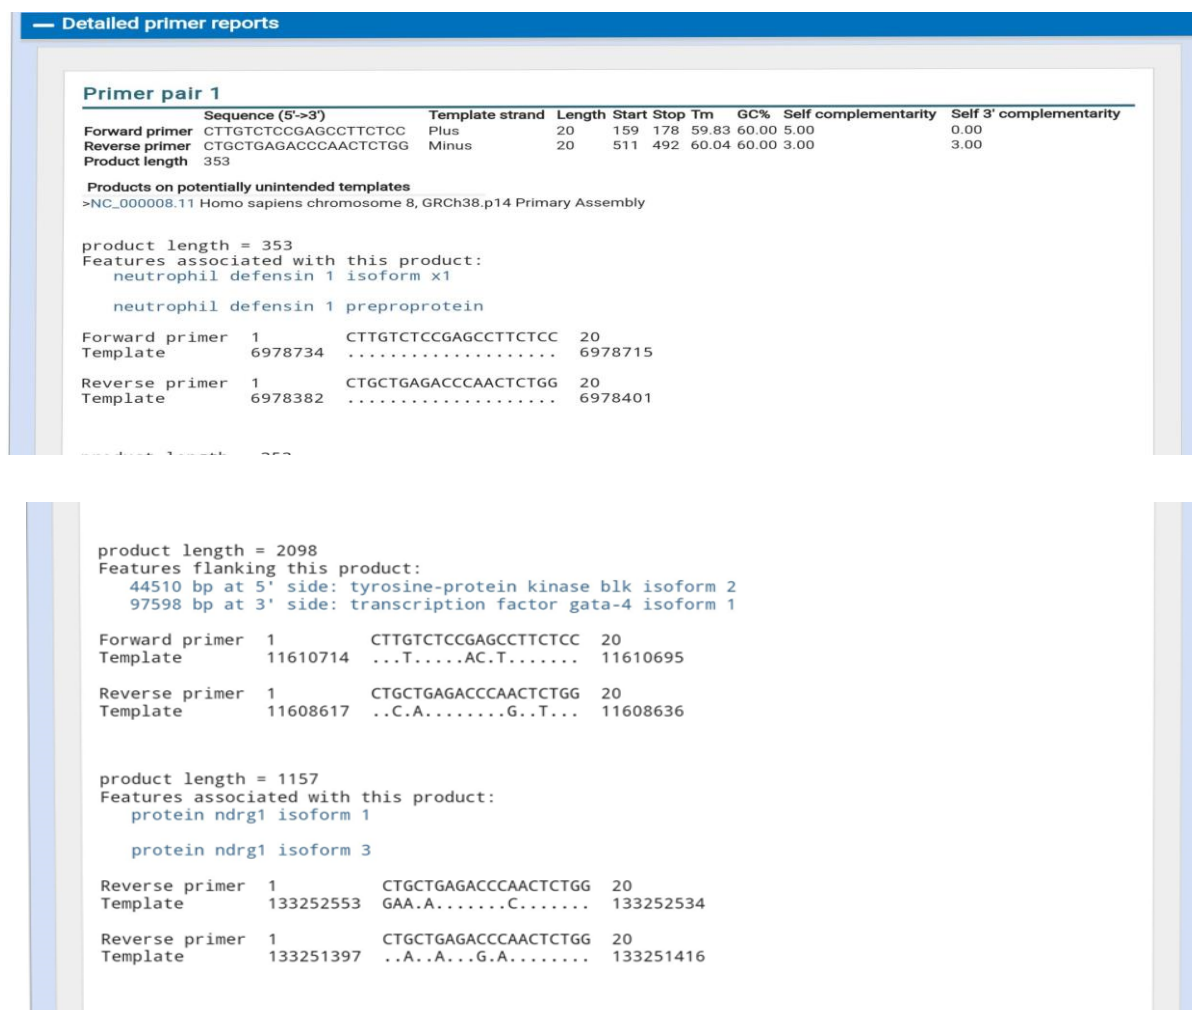 — Detailed primer reports
Primer pair 1
Sequence (5'->3') Template strand Length Start Stop Tm GC% Self complementarity Self 3' complementarity
Forward primer CTTGTCTCCGAGCCTTCTCC Plus 20 159 178 59.83 60.00 5.00 0.00
Reverse primer CTGCTGAGACCCAACTCTGG Minus 20 511 492 60.04 60.00 3.00 3.00
Product length 353
Products on potentially unintended templates
>NC_000008.11 Homo sapiens chromosome 8, GRCh38.p14 Primary Assembly
product length = 353
Features associated with this product:
neutrophil defensin 1 isoform x1
neutrophil defensin 1 preproprotein
Forward primer 1 CTTGTCTCCGAGCCTTCTCC 20
Template 6978734 .................... 6978715
Reverse primer 1 CTGCTGAGACCCAACTCTGG 20
Template 6978382 .................... 6978401
product length = 2098
Features flanking this product:
44510 bp at 5' side: tyrosine-protein kinase blk isoform 2
97598 bp at 3' side: transcription factor gata-4 isoform 1
Forward primer 1 CTTGTCTCCGAGCCTTCTCC 20
Template 11610714 ...T.....AC.T....... 11610695
Reverse primer 1 CTGCTGAGACCCAACTCTGG 20
Template 11608617 ..C.A........G..T... 11608636
product length = 1157
Features associated with this product:
protein ndrg1 isoform 1
protein ndrg1 isoform 3
Reverse primer 1 CTGCTGAGACCCAACTCTGG 20
Template 133252553 GAA.A.......C....... 133252534
Reverse primer 1 CTGCTGAGACCCAACTCTGG 20
Template 133251397 ..A..A...G.A........ 133251416